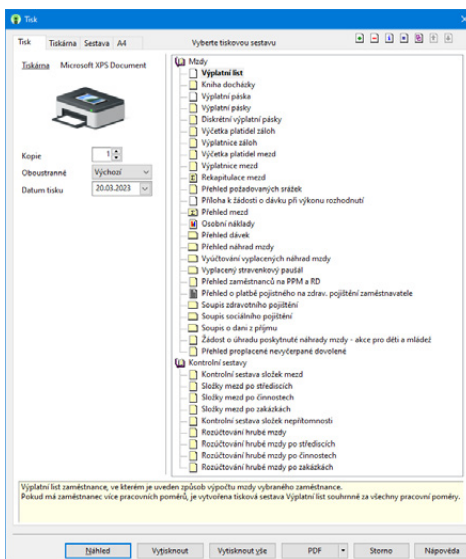 Tisk
Tisk Tiskárna Sestava A4 Vyberte tiskovou sestavu
Tiskárna Microsoft XPS Document
Kopie 1
Oboustranné Výchozí
Datum tisku 20.03.2023
Mzdy
Výplatní list
Kniha docházky
Výplatní páska
Výplatní pásky
Diskrétní výplatní pásky
Výčetka platidel záloh
Výplatnice záloh
Výčetka platidel mezd
Výplatnice mezd
Rekapitulace mezd
Přehled požadovaných srážek
Příloha k žádosti o dávku při výkonu rozhodnutí
Přehled mezd
Osobní náklady
Přehled dávek
Přehled náhrad mzdy
Vyúčtování vyplacených náhrad mzdy
Vyplacený stravenkový paušál
Přehled zaměstnanců na PPM a RD
Přehled o platbě pojistného na zdrav. pojištění zaměstnavatele
Soupis zdravotního pojištění
Soupis sociálního pojištění
Soupis o dani z příjmu
Žádost o úhradu poskytnuté náhrady mzdy - akce pro děti a mládež
Přehled proplacené nevyčerpané dovolené
Kontrolní sestavy
Kontrolní sestava složek mezd
Složky mezd po střediscích
Složky mezd po činnostech
Složky mezd po zakázkách
Kontrolní sestava složek nepřítomnosti
Rozúčtování hrubé mzdy
Rozúčtování hrubé mzdy po střediscích
Rozúčtování hrubé mzdy po činnostech
Rozúčtování hrubé mzdy po zakázkách
Výplatní list zaměstnance, ve kterém je uveden způsob výpočtu mzdy vybraného zaměstnance.
Pokud má zaměstnanec více pracovních poměrů, je vytvořena tisková sestava Výplatní list souhrnně za všechny pracovní poměry.
Náhled Vytisknout Vytisknout vše PDF Storno Nápověda